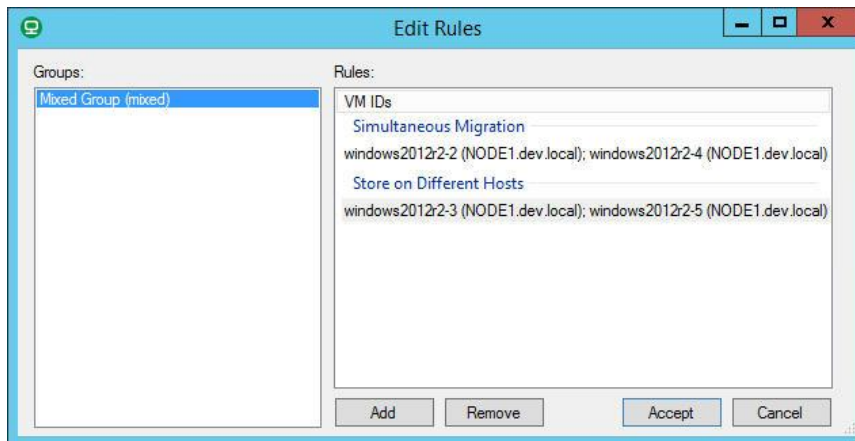 Edit Rules
Groups:
Mixed Group (mixed)
Rules:
VM IDs
Simultaneous Migration
windows2012r2-2 (NODE1.dev.local); windows2012r2-4 (NODE1.dev.local)
Store on Different Hosts
windows2012r2-3 (NODE1.dev.local); windows2012r2-5 (NODE1.dev.local)
Add Remove Accept Cancel